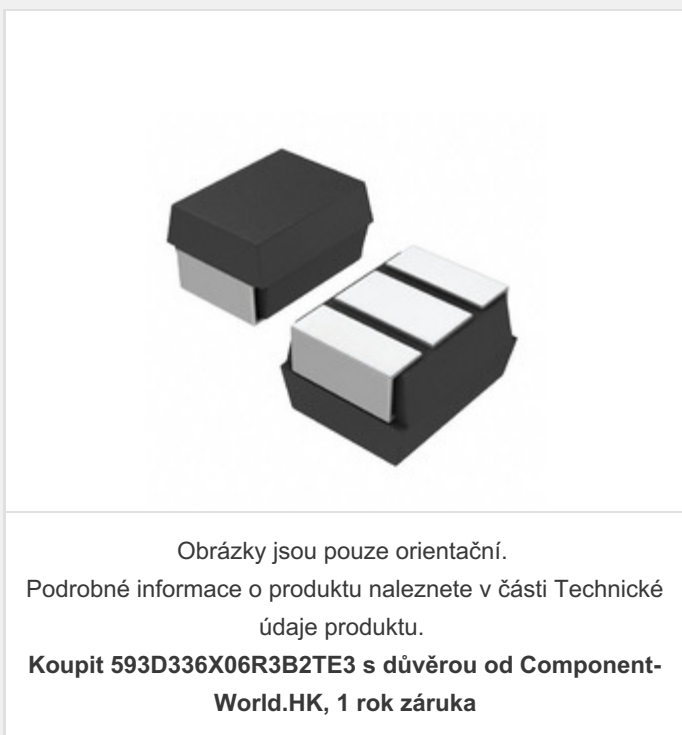 Obrázky jsou pouze orientační.
Podrobné informace o produktu naleznete v části Technické
údaje produktu.
Koupit 593D336X06R3B2TE3 s důvěrou od Component-
World.HK, 1 rok záruka